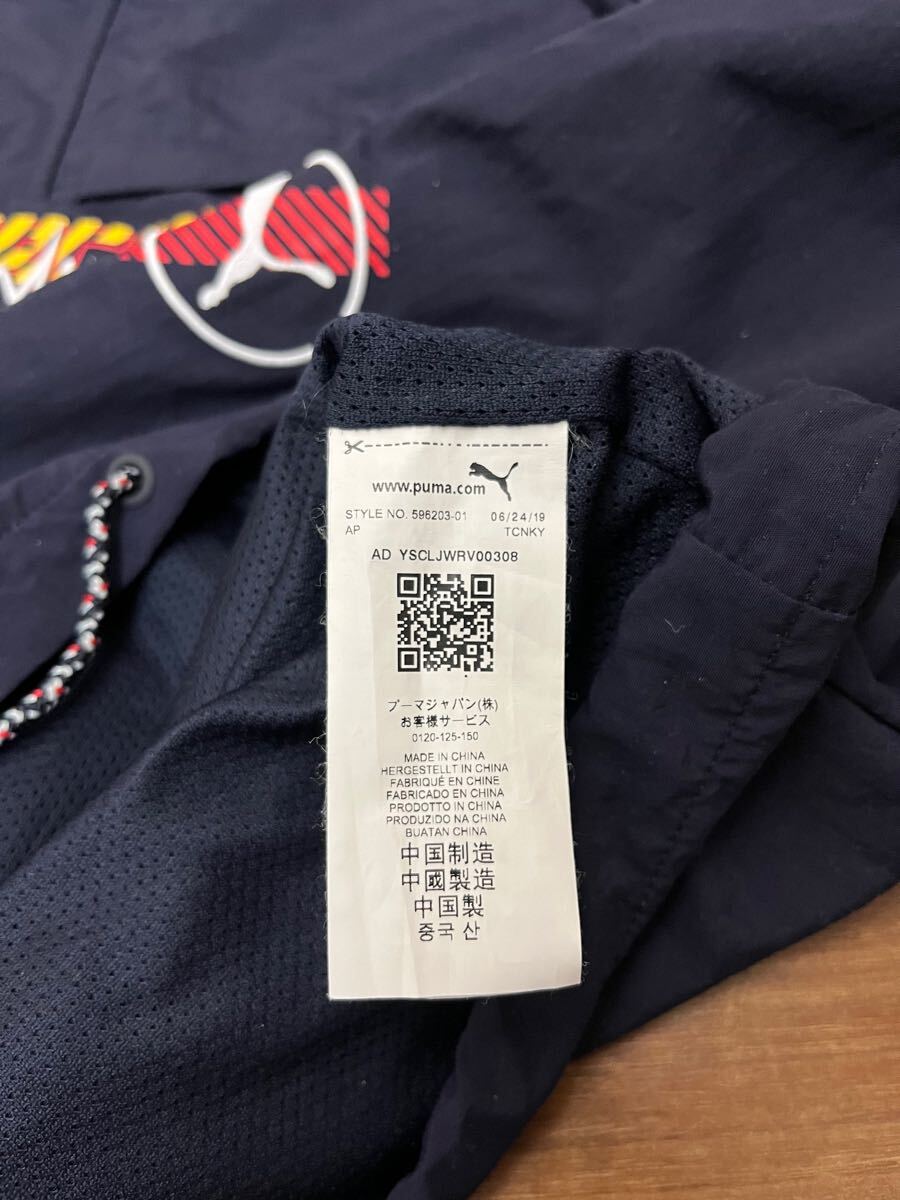 www.puma.com
STYLE NO. 596203-01 06/24/19
AP TCNKY
AD YSCLJWRV00308
プーマジャパン(株)
お客様サービス
0120-125-150
MADE IN CHINA
HERGESTELLT IN CHINA
FABRIQUÉ EN CHINE
FABRICADO EN CHINA
PRODOTTO IN CHINA
PRODUZIDO NA CHINA
BUATAN CHINA
中国制造
中國製造
中国製
중국 산